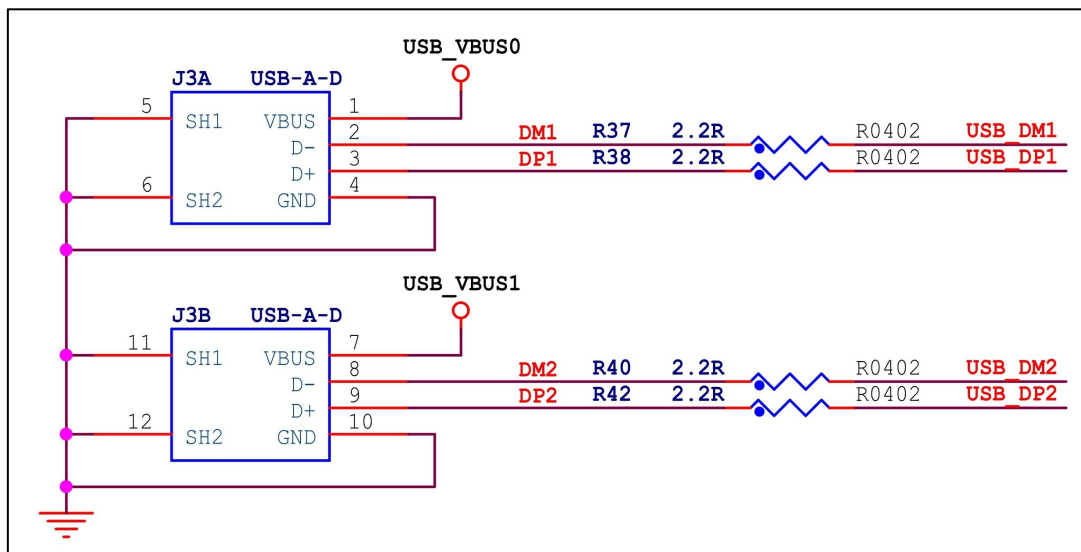 USB_VBUS0
J3A USB-A-D
5 SH1 VBUS 1
D- 2 DM1 R37 2.2R R0402 USB_DM1
D+ 3 DP1 R38 2.2R R0402 USB_DP1
6 SH2 GND 4
USB_VBUS1
J3B USB-A-D
11 SH1 VBUS 7
D- 8 DM2 R40 2.2R R0402 USB_DM2
D+ 9 DP2 R42 2.2R R0402 USB_DP2
12 SH2 GND 10